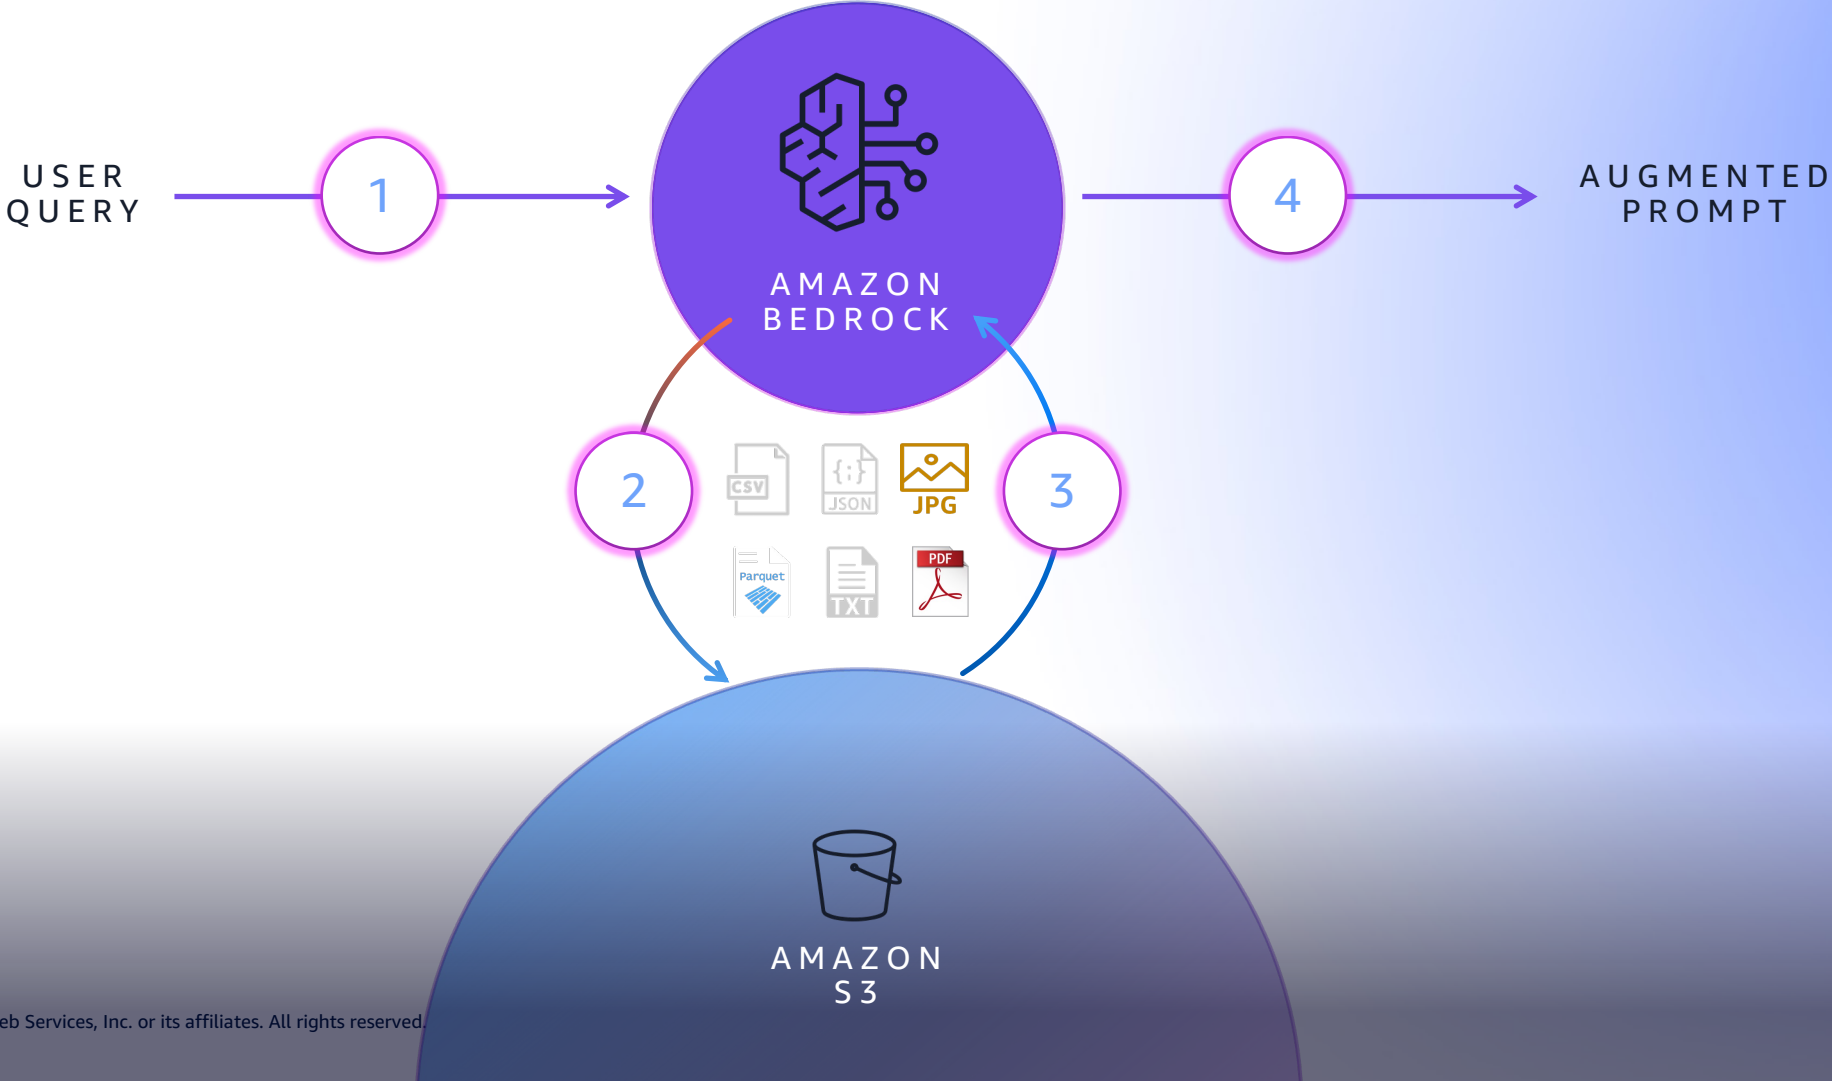 USER
QUERY
1
AMAZON
BEDROCK
4
AUGMENTED
PROMPT
2
CSV
{;}
JSON
JPG
3
Parquet
TXT
PDF
AMAZON
S3
eb Services, Inc. or its affiliates. All rights reserved.